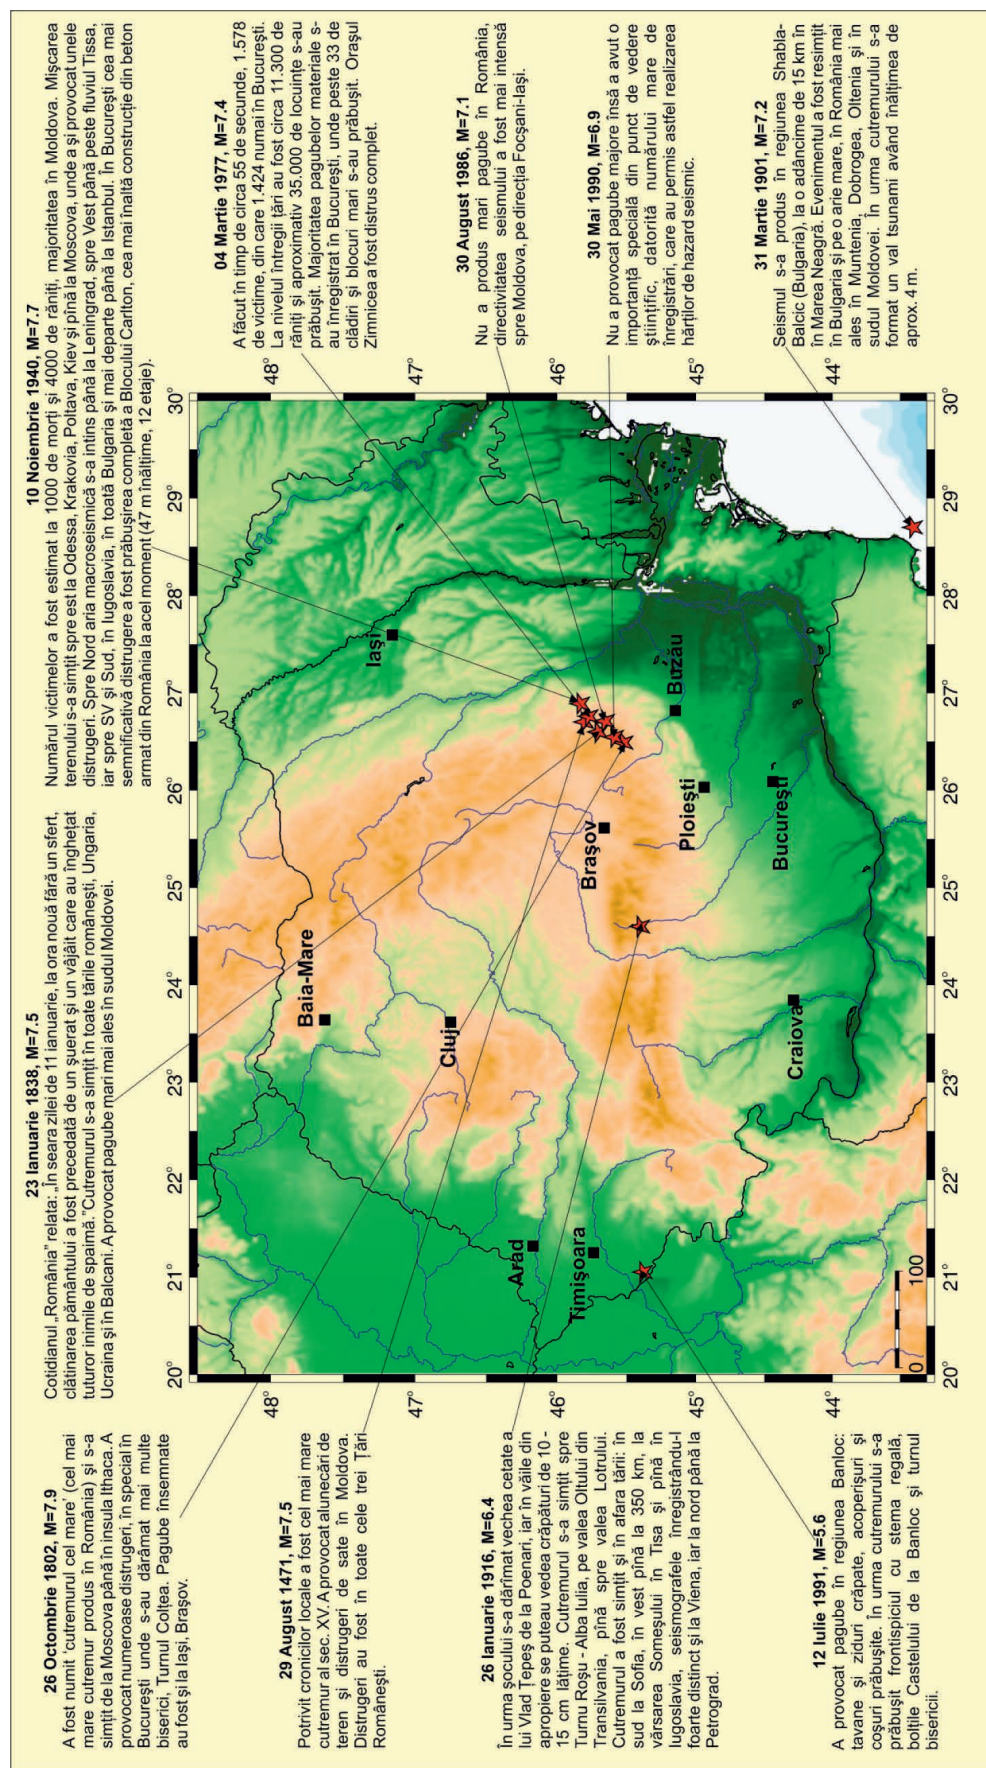 26 Octombrie 1802, M=7.9
A fost numit 'cutremurul cel mare' (cel mai
mare cutremur produs în România) și s-a
simțit de la Moscova până în insula Ithaca. A
provocat numeroase distrugeri, în special în
București unde s-au dărâmat mai multe
biserici, Turnul Colțea. Pagube însemnate
au fost și la Iași, Brașov.
29 August 1471, M=7.5
Potrivit cronicilor locale a fost cel mai mare
cutremur al sec. XV. A provocat alunecări de
teren și distrugeri de sate în Moldova.
Distrugeri au fost în toate cele trei Țări
Românești.
26 Ianuarie 1916, M=6.4
În urma șocului s-a dărîmat vechea cetate a
lui Vlad Țepeș de la Poenari, iar în văile din
apropiere se puteau vedea crăpături de 10 -
15 cm lățime. Cutremurul s-a simțit spre
Turnu Roșu - Alba Iulia, pe valea Oltului din
Transilvania, pînă spre valea Lotrului.
Cutremurul a fost simțit și în afara tării: în
sud la Sofia, în vest pînă la 350 km, la
vărsarea Someșului în Tisa și pînă în
Iugoslavia, seismografele înregistrându-l
foarte distinct și la Viena, iar la nord până la
Petrograd.
12 Iulie 1991, M=5.6
A provocat pagube în regiunea Banloc:
tavane și ziduri crăpate, acoperișuri și
coșuri prăbușite. În urma cutremurului s-a
prăbușit frontispiciul cu stema regală,
bolțile Castelului de la Banloc și turnul
bisericii.
23 Ianuarie 1838, M=7.5
Cotidianul „România” relata: „În seara zilei de 11 ianuarie, la ora nouă fără un sfert,
clătinarea pământului a fost precedată de un șuerat și un văjâit care au înghețat
tuturor inimile de spaimă.”Cutremurul s-a simțit în toate tările românești, Ungaria,
Ucraina și în Balcani. A provocat pagube mari mai ales în sudul Moldovei.
10 Noiembrie 1940, M=7.7
Numărul victimelor a fost estimat la 1000 de morți și 4000 de răniți, majoritatea în Moldova. Mișcarea
terenului s-a simțit spre est la Odessa, Krakovia, Poltava, Kiev și pînă la Moscova, unde a și provocat unele
distrugeri. Spre Nord aria macroseismică s-a intins până la Leningrad, spre Vest până peste fluviul Tissa,
iar spre SV și Sud, în Iugoslavia, în toată Bulgaria și mai departe până la Istanbul. În București cea mai
semnificativă distrugere a fost prăbușirea completă a Blocului Carlton, cea mai înaltă construcție din beton
armat din România la acel moment (47 m înălțime, 12 etaje).
04 Martie 1977, M=7.4
A făcut în timp de circa 55 de secunde, 1.578
de victime, din care 1.424 numai în București.
La nivelul întregii țări au fost circa 11.300 de
răniți și aproximativ 35.000 de locuințe s-au
prăbușit. Majoritatea pagubelor materiale s-
au înregistrat în București, unde peste 33 de
clădiri și blocuri mari s-au prăbușit. Orașul
Zimnicea a fost distrus complet.
30 August 1986, M=7.1
Nu a produs mari pagube în România,
directivitatea seismului a fost mai intensă
spre Moldova, pe direcția Focșani-Iași.
30 Mai 1990, M=6.9
Nu a provocat pagube majore însă a avut o
importanță specială din punct de vedere
științific, datorită numărului mare de
înregistrări, care au permis astfel realizarea
hărților de hazard seismic.
31 Martie 1901, M=7.2
Seismul s-a produs în regiunea Shabla-
Balcic (Bulgaria), la o adâncime de 15 km în
în Marea Neagră. Evenimentul a fost resimțit
în Bulgaria și pe o arie mare, în România mai
ales în Muntenia, Dobrogea, Oltenia și în
sudul Moldovei. În urma cutremurului s-a
format un val tsunami având înălțimea de
aprox. 4 m.
48°
47°
46°
45°
44°
48°
47°
46°
45°
44°
20° 21° 22° 23° 24° 25° 26° 27° 28° 29° 30°
Baia-Mare
Iași
Cluj
Arad
Timișoara
Brașov
Buzău
Ploiești
București
Craiova
0 100
20° 21° 22° 23° 24° 25° 26° 27° 28° 29° 30°